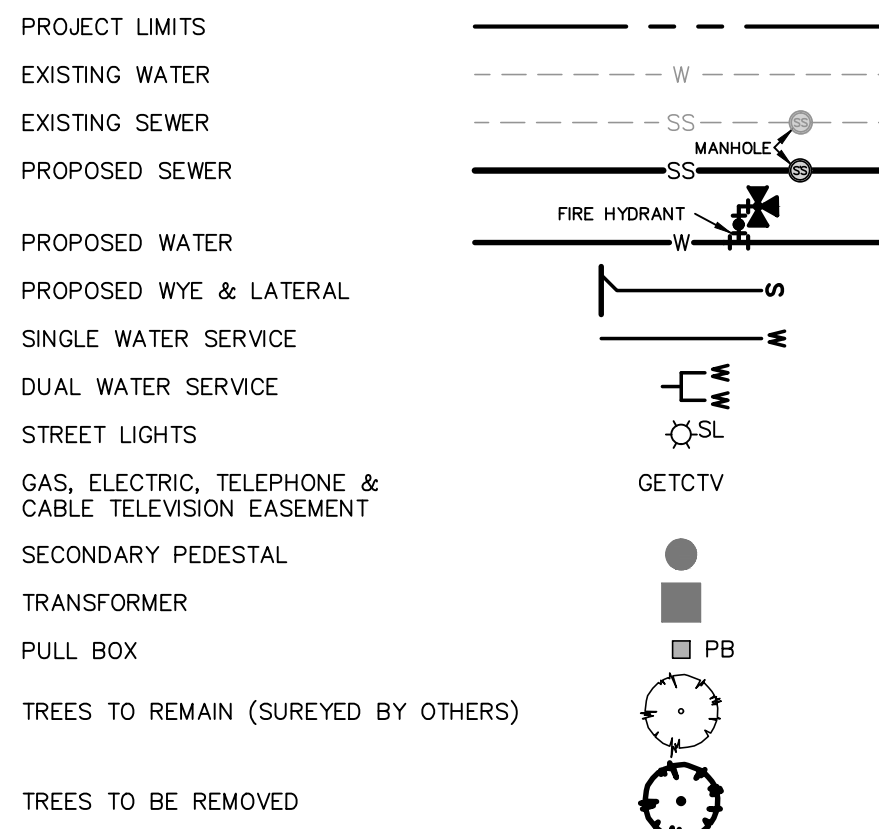 PROJECT LIMITS
EXISTING WATER
W
EXISTING SEWER
SS
SS
MANHOLE
PROPOSED SEWER
SS
SS
FIRE HYDRANT
PROPOSED WATER
W
PROPOSED WYE & LATERAL
S
SINGLE WATER SERVICE
W
DUAL WATER SERVICE
W
W
STREET LIGHTS
SL
GAS, ELECTRIC, TELEPHONE &
CABLE TELEVISION EASEMENT
GETCTV
SECONDARY PEDESTAL
TRANSFORMER
PULL BOX
PB
TREES TO REMAIN (SUREYED BY OTHERS)
TREES TO BE REMOVED